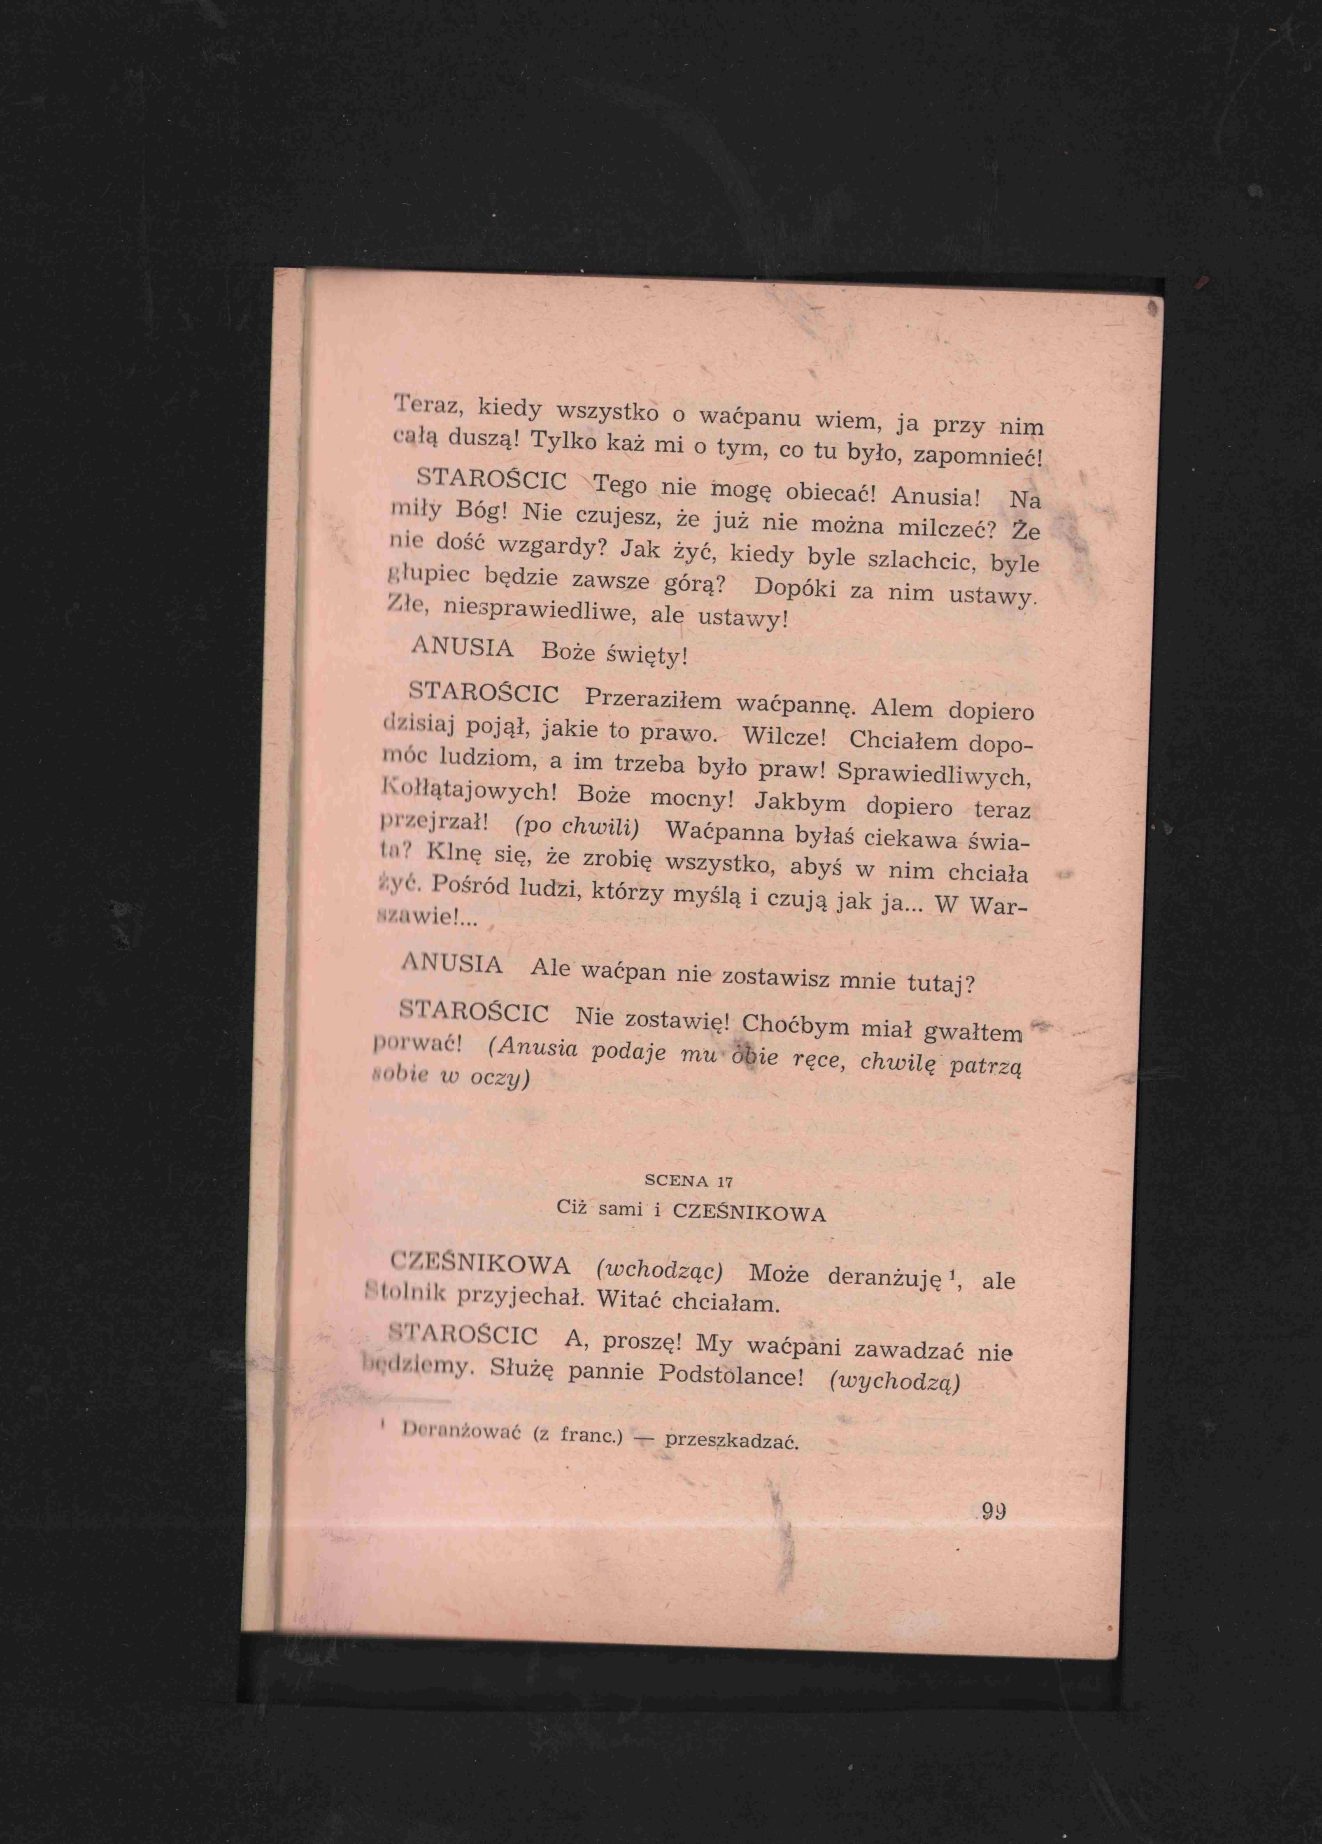 Teraz, kiedy wszystko o waćpanu wiem, ja przy nim
całą duszą! Tylko każ mi o tym, co tu było, zapomnieć!
STAROŚCIC Tego nie mogę obiecać! Anusia! Na
miły Bóg! Nie czujesz, że już nie można milczeć? Że
nie dość wzgardy? Jak żyć, kiedy byle szlachcic, byle
głupiec będzie zawsze górą? Dopóki za nim ustawy.
Złe, niesprawiedliwe, ale ustawy!
ANUSIA Boże święty!
STAROŚCIC Przeraziłem waćpannę. Alem dopiero
dzisiaj pojął, jakie to prawo. Wilcze! Chciałem dopo-
móc ludziom, a im trzeba było praw! Sprawiedliwych,
Kołłątajowych! Boże mocny! Jakbym dopiero teraz
przejrzał! (po chwili) Waćpanna byłaś ciekawa świa-
ta? Klnę się, że zrobię wszystko, abyś w nim chciała
żyć. Pośród ludzi, którzy myślą i czują jak ja... W War-
szawie!...
ANUSIA Ale waćpan nie zostawisz mnie tutaj?
STAROŚCIC Nie zostawię! Choćbym miał gwałtem
porwać! (Anusia podaje mu obie ręce, chwilę patrzą
sobie w oczy)
SCENA 17
Ciż sami i CZEŚNIKOWA
CZEŚNIKOWA (wchodząc) Może deranżuję ¹, ale
Stolnik przyjechał. Witać chciałam.
STAROŚCIC A, proszę! My waćpani zawadzać nie
będziemy. Służę pannie Podstolance! (wychodzą)
¹ Deranżować (z franc.) — przeszkadzać.
99